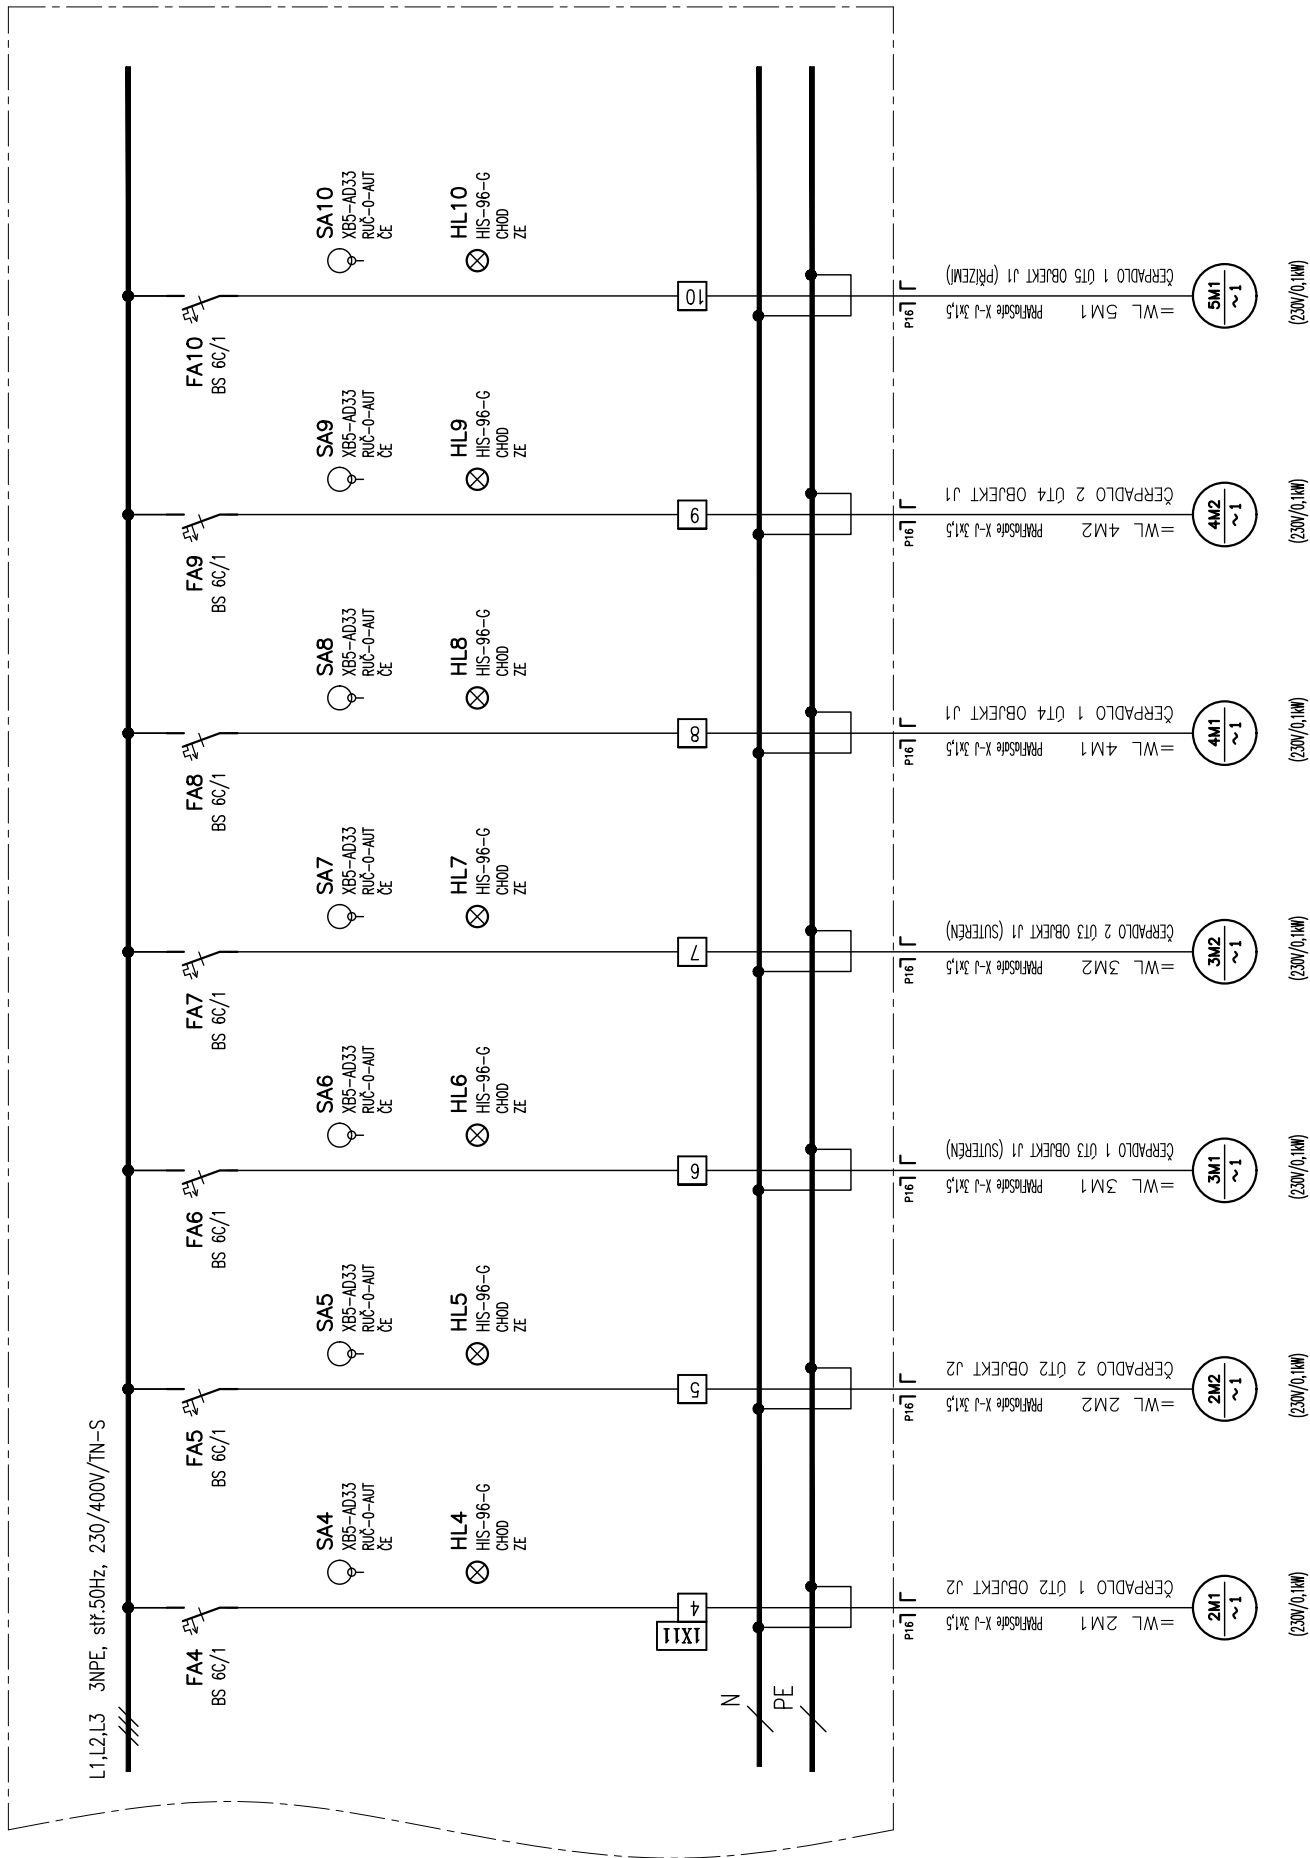 L1,L2,L3 3NPE, stř.50Hz, 230/400V/TN-S
FA4
BS 6C/1
SA4
XB5-AD33
RUČ-0-AUT
ČE
HL4
HIS-96-G
CHOD
ZE
1X11
4
N
PE
P16
=WL 2M1 PRAFlaSafe X-J 3x1,5
ČERPADLO 1 ÚT2 OBJEKT J2
2M1
~1
(230V/0,1kW)
FA5
BS 6C/1
SA5
XB5-AD33
RUČ-0-AUT
ČE
HL5
HIS-96-G
CHOD
ZE
5
P16
=WL 2M2 PRAFlaSafe X-J 3x1,5
ČERPADLO 2 ÚT2 OBJEKT J2
2M2
~1
(230V/0,1kW)
FA6
BS 6C/1
SA6
XB5-AD33
RUČ-0-AUT
ČE
HL6
HIS-96-G
CHOD
ZE
6
P16
=WL 3M1 PRAFlaSafe X-J 3x1,5
ČERPADLO 1 ÚT3 OBJEKT J1 (SUTERÉN)
3M1
~1
(230V/0,1kW)
FA7
BS 6C/1
SA7
XB5-AD33
RUČ-0-AUT
ČE
HL7
HIS-96-G
CHOD
ZE
7
P16
=WL 3M2 PRAFlaSafe X-J 3x1,5
ČERPADLO 2 ÚT3 OBJEKT J1 (SUTERÉN)
3M2
~1
(230V/0,1kW)
FA8
BS 6C/1
SA8
XB5-AD33
RUČ-0-AUT
ČE
HL8
HIS-96-G
CHOD
ZE
8
P16
=WL 4M1 PRAFlaSafe X-J 3x1,5
ČERPADLO 1 ÚT4 OBJEKT J1
4M1
~1
(230V/0,1kW)
FA9
BS 6C/1
SA9
XB5-AD33
RUČ-0-AUT
ČE
HL9
HIS-96-G
CHOD
ZE
9
P16
=WL 4M2 PRAFlaSafe X-J 3x1,5
ČERPADLO 2 ÚT4 OBJEKT J1
4M2
~1
(230V/0,1kW)
FA10
BS 6C/1
SA10
XB5-AD33
RUČ-0-AUT
ČE
HL10
HIS-96-G
CHOD
ZE
10
P16
=WL 5M1 PRAFlaSafe X-J 3x1,5
ČERPADLO 1 ÚT5 OBJEKT J1 (PŘÍZEMÍ)
5M1
~1
(230V/0,1kW)